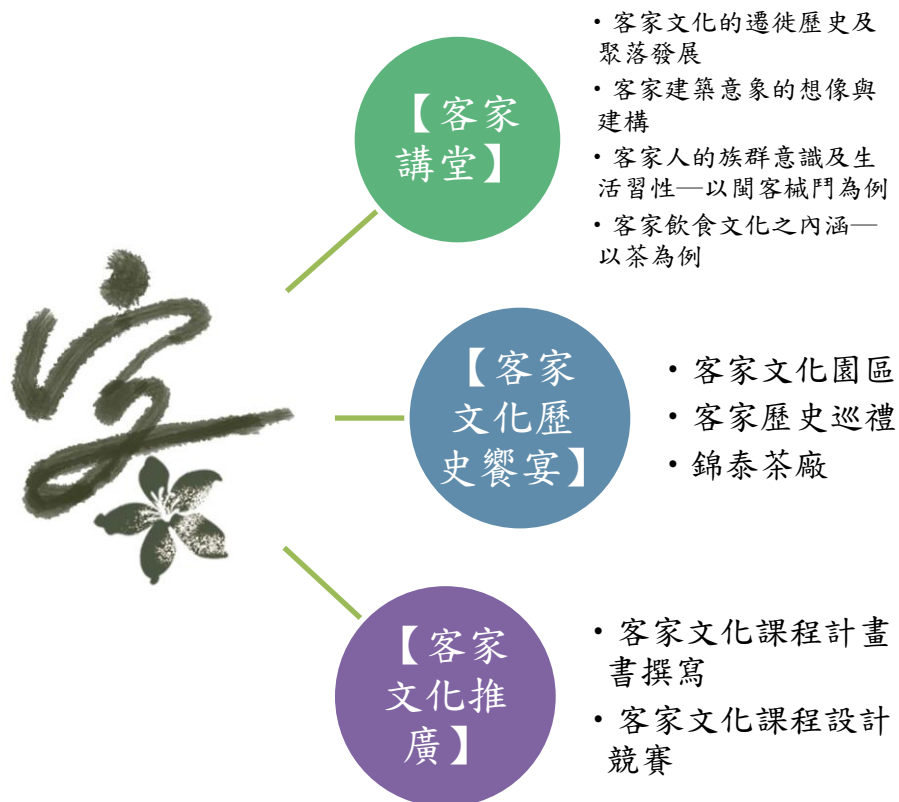 客
【客家
講堂】
• 客家文化的遷徙歷史及
聚落發展
• 客家建築意象的想像與
建構
• 客家人的族群意識及生
活習性—以閩客械鬥為例
• 客家飲食文化之內涵—
以茶為例
【客家
文化歷
史饗宴】
• 客家文化園區
• 客家歷史巡禮
• 錦泰茶廠
【客家
文化推
廣】
• 客家文化課程計畫
書撰寫
• 客家文化課程設計
競賽